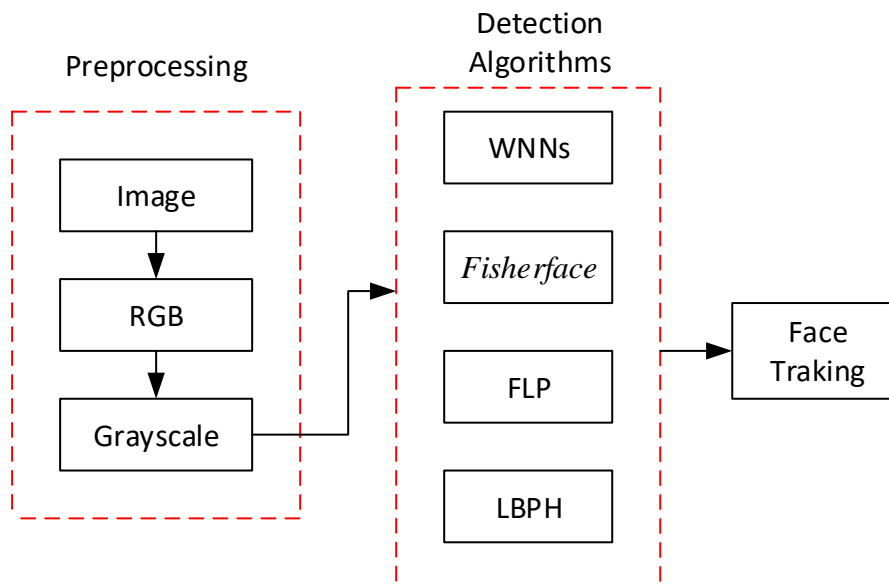 Preprocessing
Image
RGB
Grayscale
Detection
Algorithms
WNNs
Fisherface
FLP
LBPH
Face
Traking